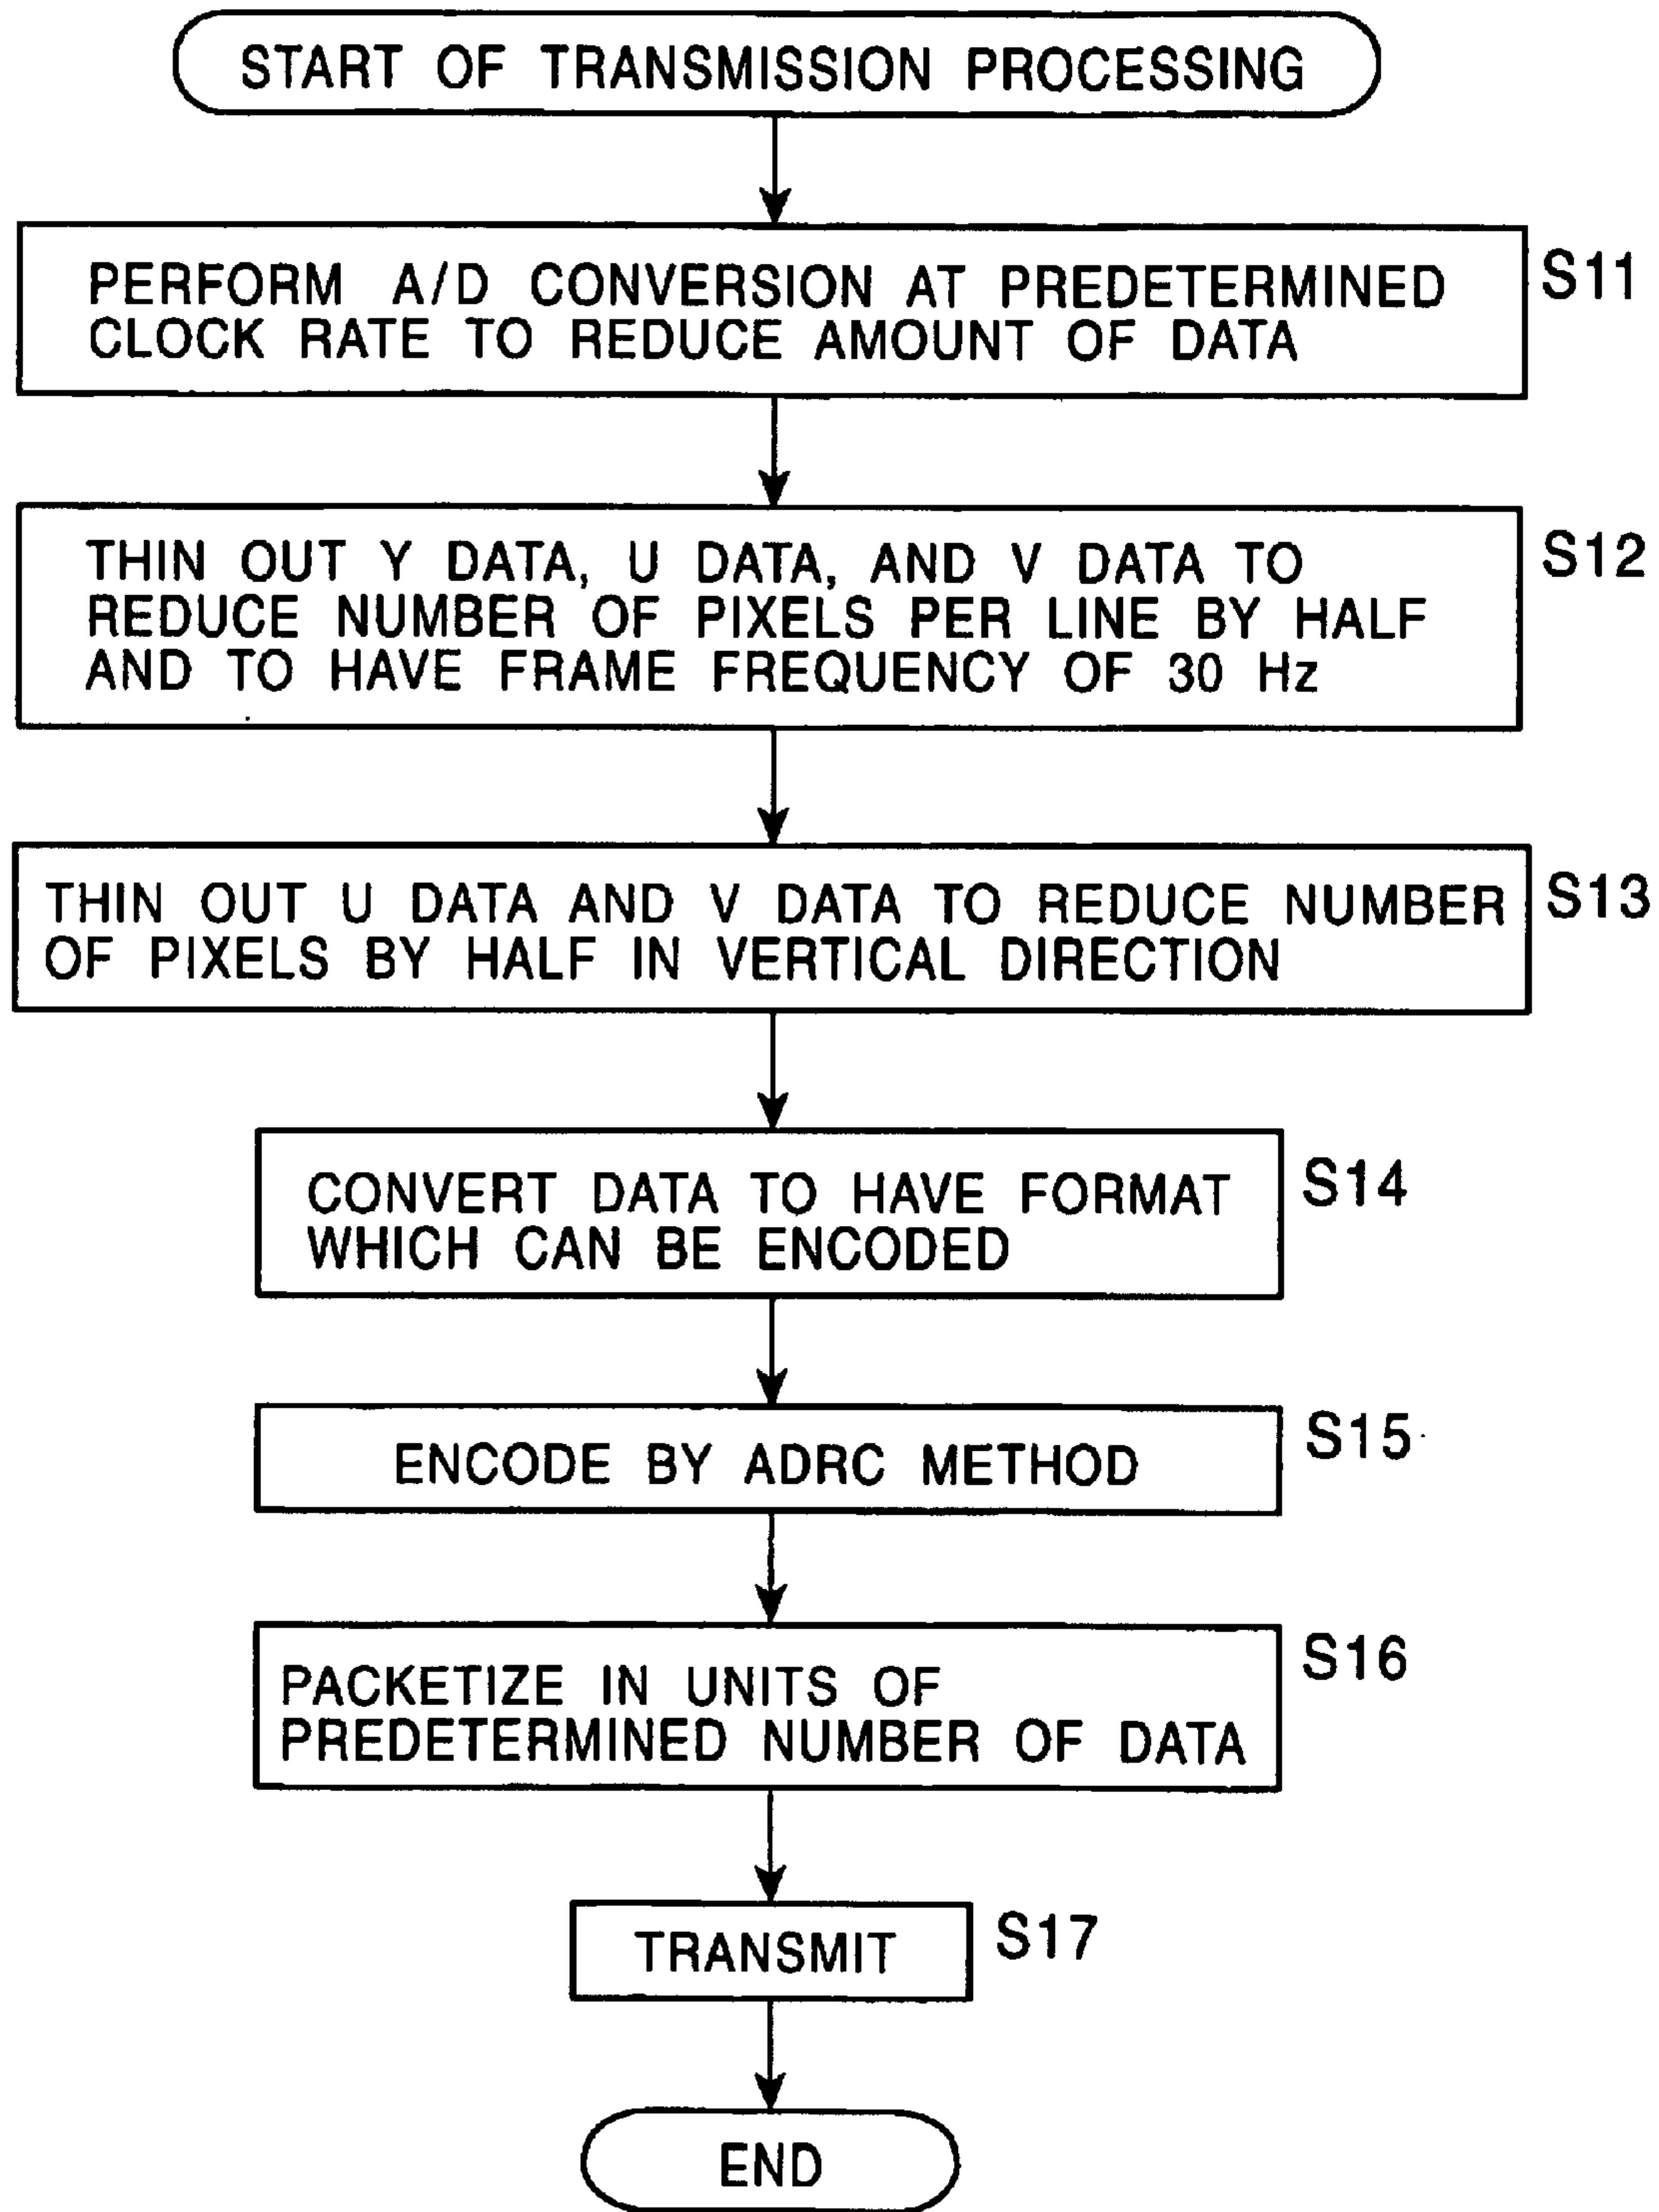 START OF TRANSMISSION PROCESSING
PERFORM A/D CONVERSION AT PREDETERMINED
CLOCK RATE TO REDUCE AMOUNT OF DATA
S11
THIN OUT Y DATA, U DATA, AND V DATA TO
REDUCE NUMBER OF PIXELS PER LINE BY HALF
AND TO HAVE FRAME FREQUENCY OF 30 Hz
S12
THIN OUT U DATA AND V DATA TO REDUCE NUMBER
OF PIXELS BY HALF IN VERTICAL DIRECTION
S13
CONVERT DATA TO HAVE FORMAT
WHICH CAN BE ENCODED
S14
ENCODE BY ADRC METHOD
S15
PACKETIZE IN UNITS OF
PREDETERMINED NUMBER OF DATA
S16
TRANSMIT
S17
END